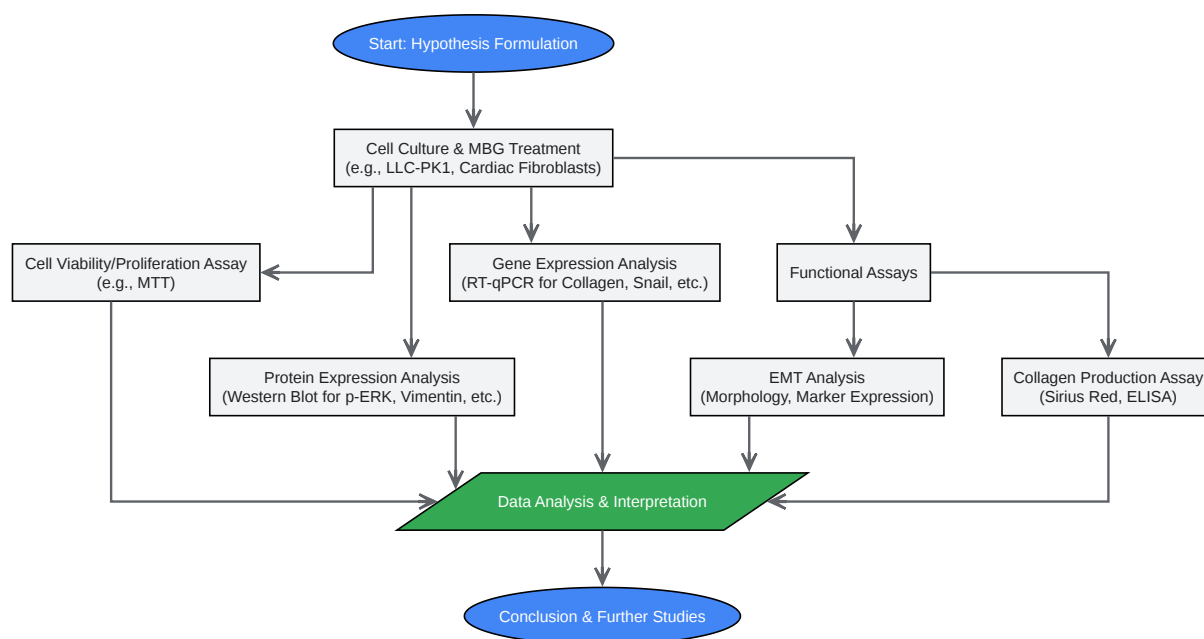 Start: Hypothesis Formulation
Cell Culture & MBG Treatment
(e.g., LLC-PK1, Cardiac Fibroblasts)
Cell Viability/Proliferation Assay
(e.g., MTT)
Gene Expression Analysis
(RT-qPCR for Collagen, Snail, etc.)
Functional Assays
Protein Expression Analysis
(Western Blot for p-ERK, Vimentin, etc.)
EMT Analysis
(Morphology, Marker Expression)
Collagen Production Assay
(Sirius Red, ELISA)
Data Analysis & Interpretation
Conclusion & Further Studies